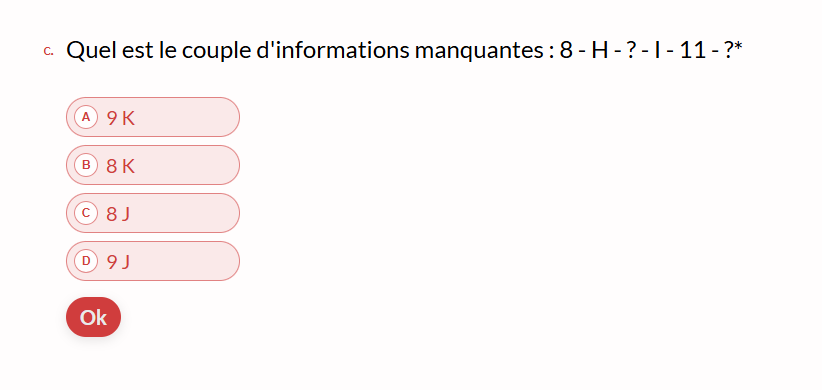 C. Quel est le couple d'informations manquantes : 8 - H - ? - I - 11 - ?*
A 9 K
B 8 K
C 8 J
D 9 J
Ok